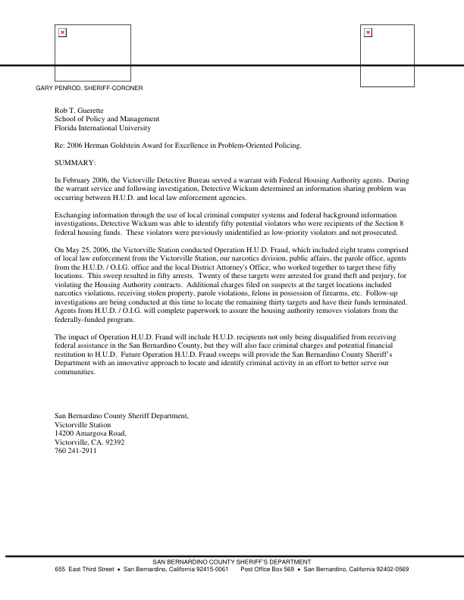 GARY PENROD, SHERIFF-CORONER
Rob T. Guerette
School of Policy and Management
Florida International University
Re: 2006 Herman Goldstein Award for Excellence in Problem-Oriented Policing.
SUMMARY:
In February 2006, the Victorville Detective Bureau served a warrant with Federal Housing Authority agents. During
the warrant service and following investigation, Detective Wickum determined an information sharing problem was
occurring between H.U.D. and local law enforcement agencies.
Exchanging information through the use of local criminal computer systems and federal background information
investigations, Detective Wickum was able to identify fifty potential violators who were recipients of the Section 8
federal housing funds. These violators were previously unidentified as low-priority violators and not prosecuted.
On May 25, 2006, the Victorville Station conducted Operation H.U.D. Fraud, which included eight teams comprised
of local law enforcement from the Victorville Station, our narcotics division, public affairs, the parole office, agents
from the H.U.D. / O.I.G. office and the local District Attorney's Office, who worked together to target these fifty
locations. This sweep resulted in fifty arrests. Twenty of these targets were arrested for grand theft and perjury, for
violating the Housing Authority contracts. Additional charges filed on suspects at the target locations included
narcotics violations, receiving stolen property, parole violations, felons in possession of firearms, etc. Follow-up
investigations are being conducted at this time to locate the remaining thirty targets and have their funds terminated.
Agents from H.U.D. / O.I.G. will complete paperwork to assure the housing authority removes violators from the
federally-funded program.
The impact of Operation H.U.D. Fraud will include H.U.D. recipients not only being disqualified from receiving
federal assistance in the San Bernardino County, but they will also face criminal charges and potential financial
restitution to H.U.D. Future Operation H.U.D. Fraud sweeps will provide the San Bernardino County Sheriff's
Department with an innovative approach to locate and identify criminal activity in an effort to better serve our
communities.
San Bernardino County Sheriff Department,
Victorville Station
14200 Amargosa Road,
Victorville, CA. 92392
760 241-2911
SAN BERNARDINO COUNTY SHERIFF'S DEPARTMENT
655 East Third Street • San Bernardino, California 92415-0061 Post Office Box 569 • San Bernardino, California 92402-0569